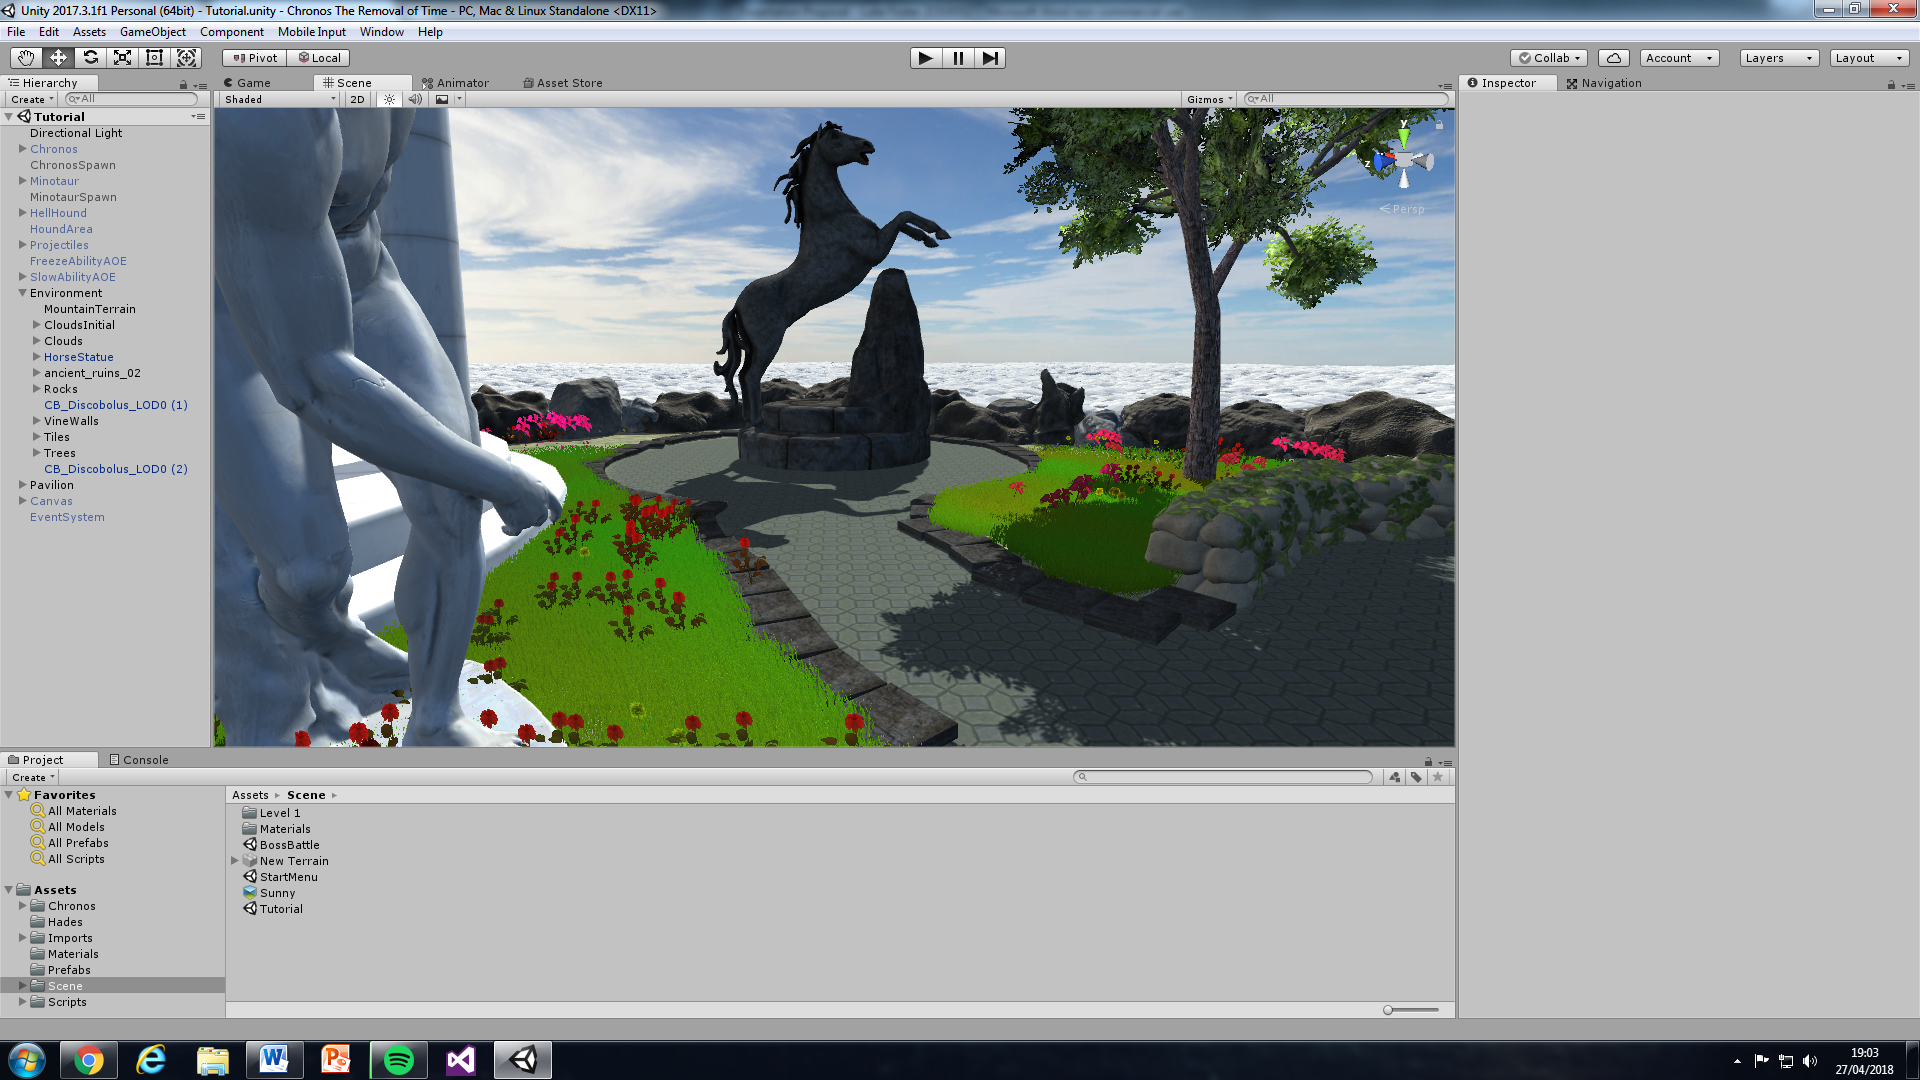 Unity 2017.3.1f1 Personal (64bit) - Tutorial.unity - Chronos The Removal of Time - PC, Mac & Linux Standalone <DX11>
File Edit Assets GameObject Component Mobile Input Window Help
Pivot Local Collab Account Layers Layout
Hierarchy Game Scene Animator Asset Store Inspector Navigation
Create All Shaded 2D Gizmos All
Tutorial
Directional Light
Chronos
ChronosSpawn
Minotaur
MinotaurSpawn
HellHound
HoundArea
Projectiles
FreezeAbilityAOE
SlowAbilityAOE
Environment
MountainTerrain
CloudsInitial
Clouds
HorseStatue
ancient_ruins_02
Rocks
CB_Discobolus_LOD0 (1)
VineWalls
Tiles
Trees
CB_Discobolus_LOD0 (2)
Pavilion
Canvas
EventSystem
y
z
Persp
Project Console
Create
Favorites
All Materials
All Models
All Prefabs
All Scripts
Assets
Chronos
Hades
Imports
Materials
Prefabs
Scene
Scripts
Assets Scene
Level 1
Materials
BossBattle
New Terrain
StartMenu
Sunny
Tutorial
19:03
27/04/2018